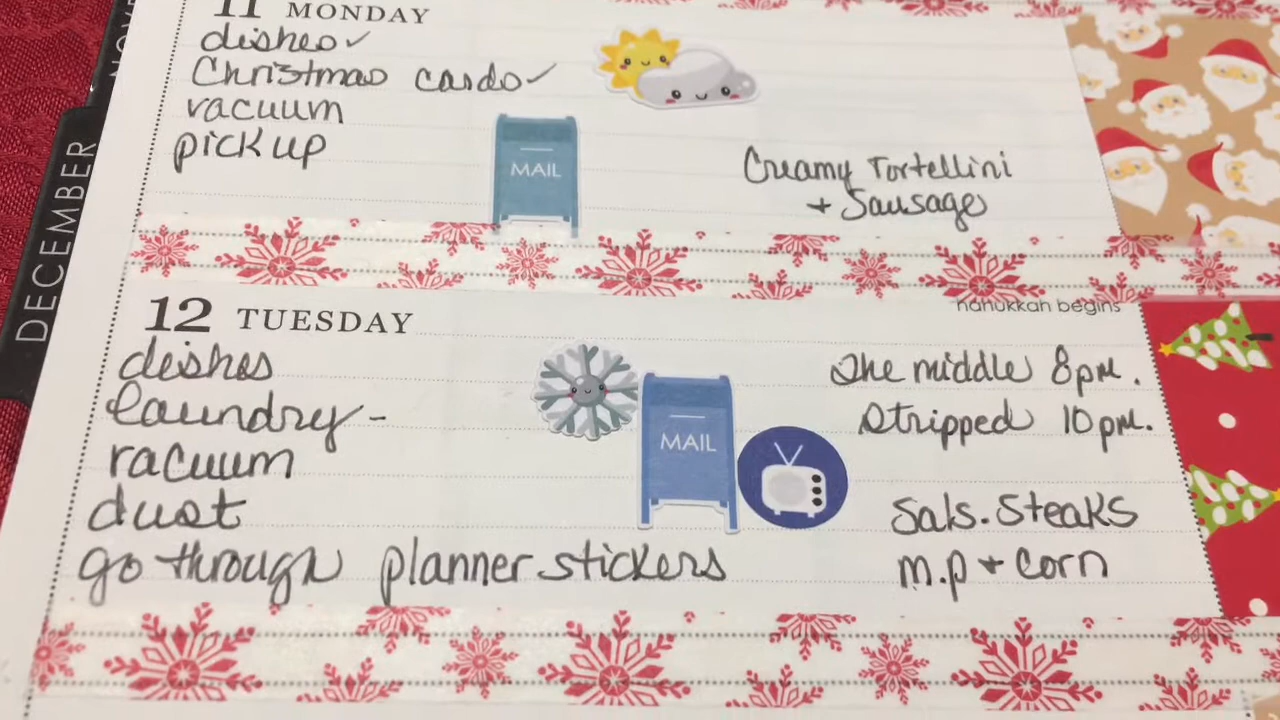 11 MONDAY
dishes ✓
Christmas cards ✓
vacuum
pick up
MAIL
Creamy Tortellini
+ Sausage
DECEMBER
12 TUESDAY
hanukkah begins
dishes
laundry -
vacuum
dust
go through planner stickers
MAIL
The middle 8pm.
Stripped 10pm.
Sals. Steaks
m.p + corn